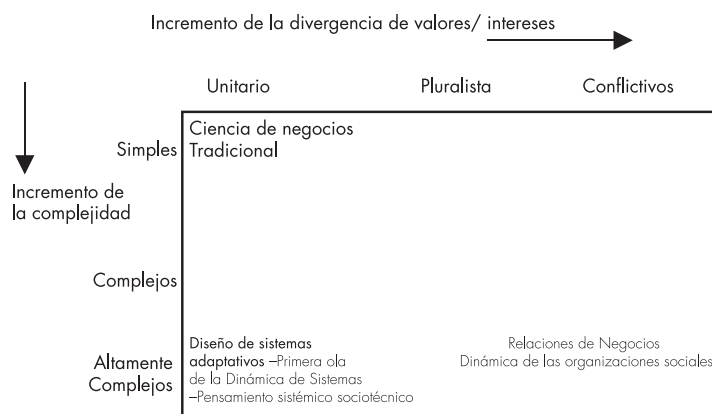 Incremento de la divergencia de valores/ intereses
Unitario Pluralista Conflictivos
Ciencia de negocios
Simples Tradicional
Incremento de
la complejidad
Complejos
Diseño de sistemas Relaciones de Negocios
Altamente adaptativos –Primera ola Dinámica de las organizaciones sociales
de la Dinámica de Sistemas
Complejos –Pensamiento sistémico sociotécnico